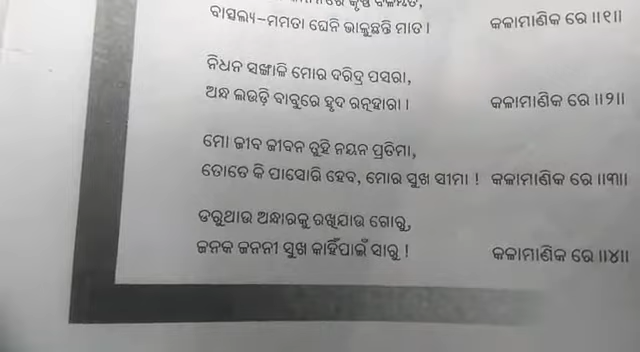 ବାତ୍ସଲ୍ୟ-ମମତା ଘେନି ଭାଳୁଛନ୍ତି ମାତ। କଳାମାଣିକ ରେ ॥୧॥
ନିଧନ ସଙ୍ଖାଳି ମୋର ଦରିଦ୍ର ପସରା,
ଅନ୍ଧ ଲଉଡ଼ି ବାବୁରେ ହୃଦ ରତ୍ନହାରା। କଳାମାଣିକ ରେ ॥୨॥
ମୋ ଜୀବ ଜୀବନ ତୁହି ନୟନ ପ୍ରତିମା,
ତୋତେ କି ପାସୋରି ହେବ, ମୋର ସୁଖ ସୀମା ! କଳାମାଣିକ ରେ ॥୩॥
ଡରୁଥାଉ ଅନ୍ଧାରକୁ ରଖିଯାଉ ଗୋରୁ,
ଜନକ ଜନନୀ ସୁଖ କାହିଁପାଇଁ ସାରୁ ! କଳାମାଣିକ ରେ ॥୪॥